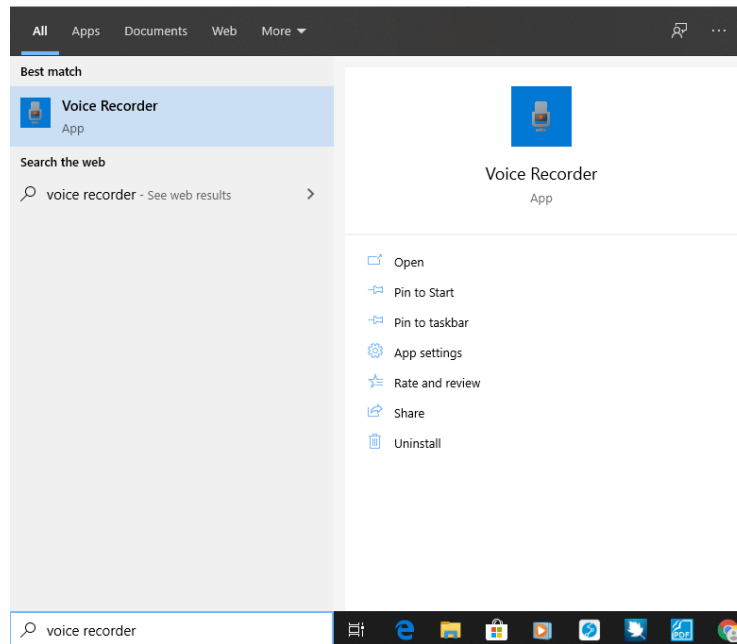 All Apps Documents Web More
Best match
Voice Recorder
App
Search the web
voice recorder - See web results
Voice Recorder
App
Open
Pin to Start
Pin to taskbar
App settings
Rate and review
Share
Uninstall
voice recorder
PDF